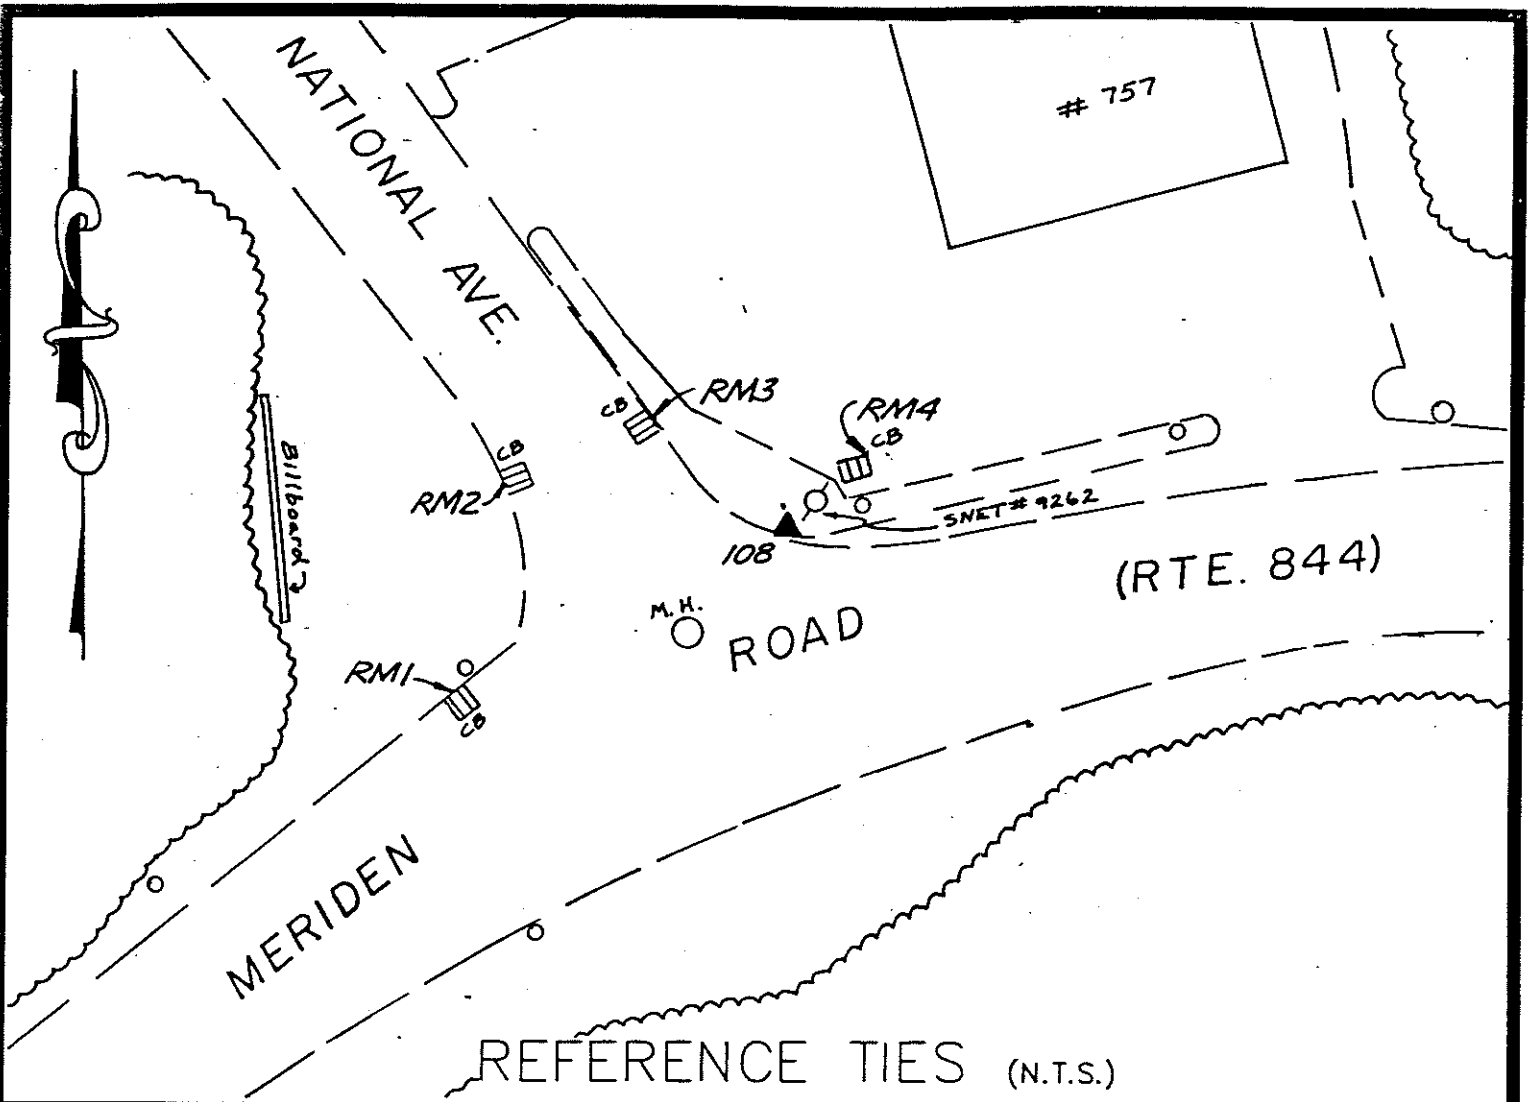 NATIONAL AVE.
# 757
RM3
CB
RM4
CB
CB
RM2
Billboard
SNET# 9262
108
(RTE. 844)
M.H.
ROAD
RM1
CB
MERIDEN
REFERENCE TIES (N.T.S.)